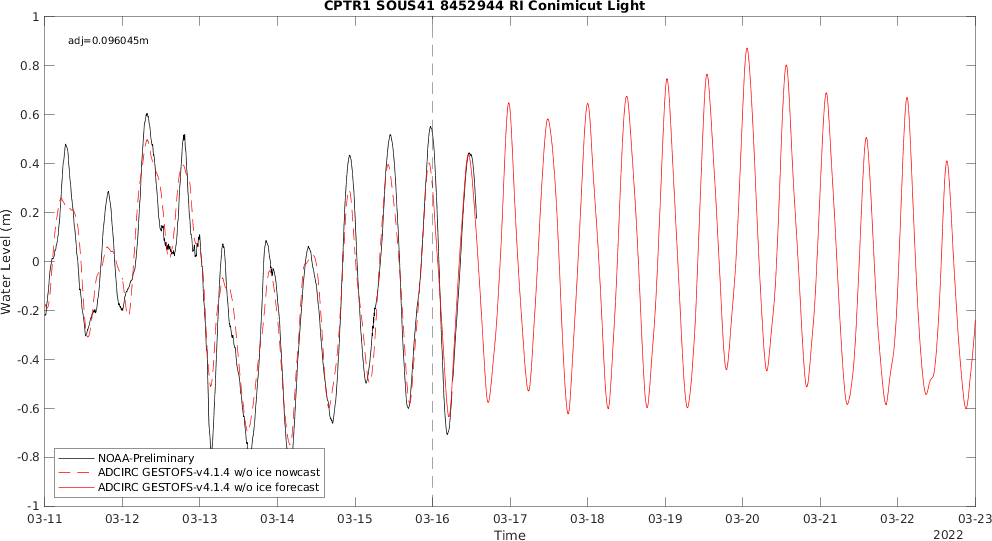 CPTR1 SOUS41 8452944 RI Conimicut Light
adj=0.096045m
1
0.8
0.6
0.4
0.2
0
-0.2
-0.4
-0.6
-0.8
-1
Water Level (m)
NOAA-Preliminary
ADCIRC GESTOFS-v4.1.4 w/o ice nowcast
ADCIRC GESTOFS-v4.1.4 w/o ice forecast
03-11 03-12 03-13 03-14 03-15 03-16 03-17 03-18 03-19 03-20 03-21 03-22 03-23
Time
2022